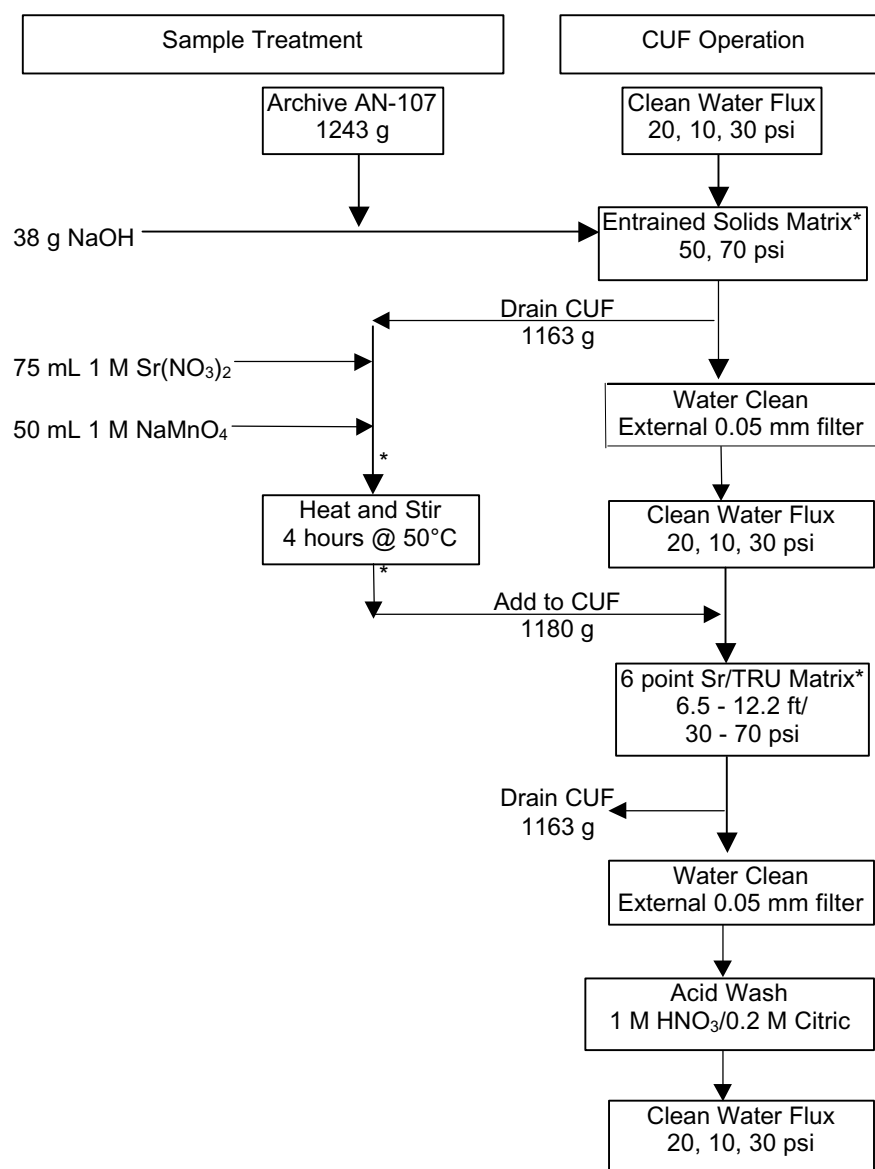 Sample Treatment
CUF Operation
Archive AN-107
1243 g
Clean Water Flux
20, 10, 30 psi
38 g NaOH
Entrained Solids Matrix*
50, 70 psi
Drain CUF
1163 g
75 mL 1 M Sr(NO₃)₂
50 mL 1 M NaMnO₄
Water Clean
External 0.05 mm filter
*
Heat and Stir
4 hours @ 50°C
*
Clean Water Flux
20, 10, 30 psi
Add to CUF
1180 g
6 point Sr/TRU Matrix*
6.5 - 12.2 ft/
30 - 70 psi
Drain CUF
1163 g
Water Clean
External 0.05 mm filter
Acid Wash
1 M HNO₃/0.2 M Citric
Clean Water Flux
20, 10, 30 psi